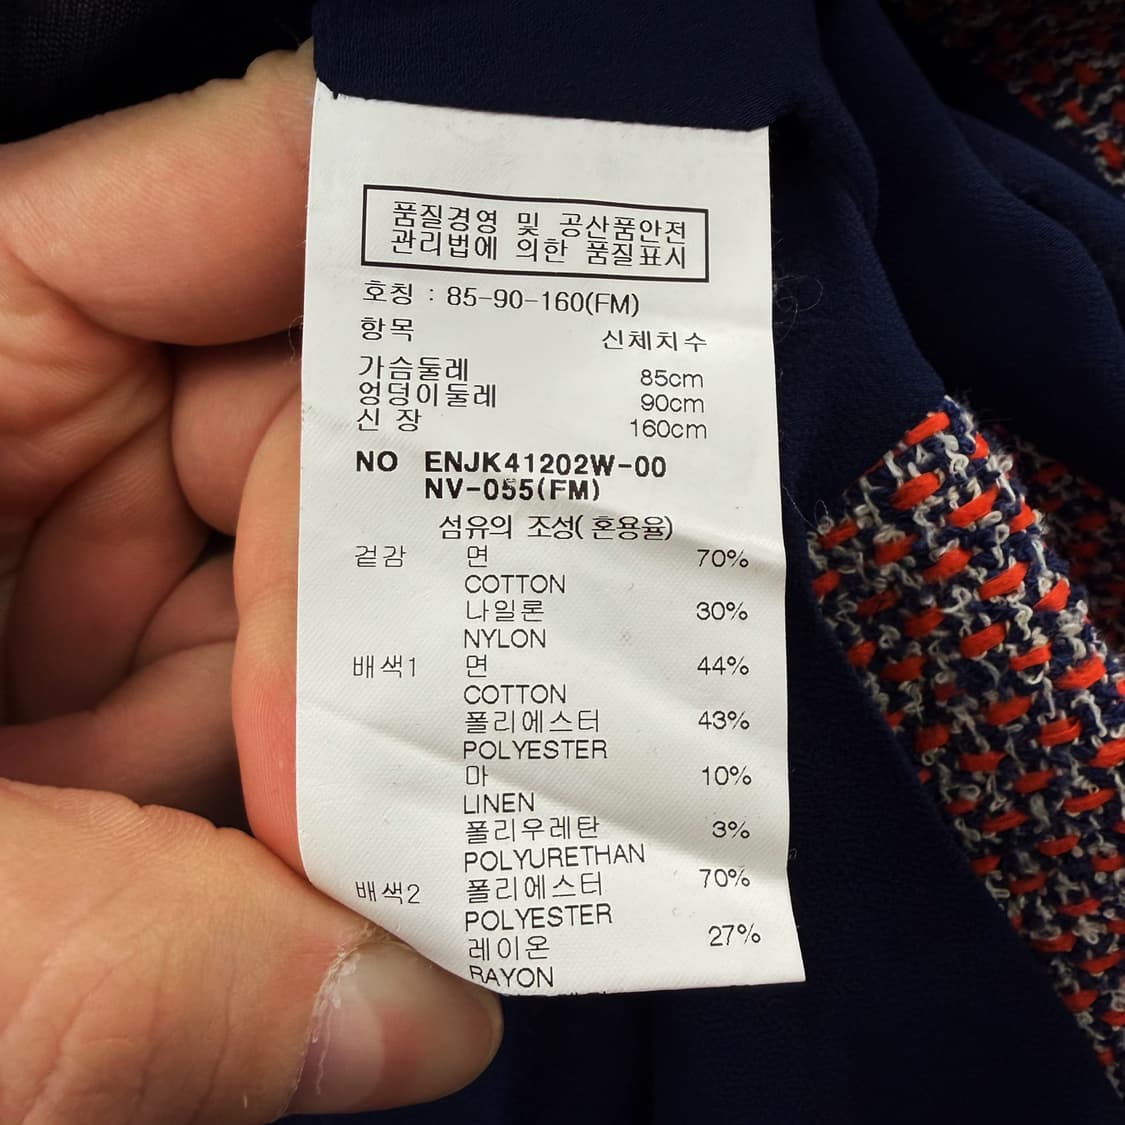 품질경영 및 공산품안전
관리법에 의한 품질표시
호칭 : 85-90-160(FM)
항목 신체치수
가슴둘레 85cm
엉덩이둘레 90cm
신 장 160cm
NO ENJK41202W-00
NV-055(FM)
섬유의 조성( 혼용율)
겉감 면 70%
COTTON
나일론 30%
NYLON
배색1 면 44%
COTTON
폴리에스터 43%
POLYESTER
마 10%
LINEN
폴리우레탄 3%
POLYURETHAN
배색2 폴리에스터 70%
POLYESTER
레이온 27%
RAYON